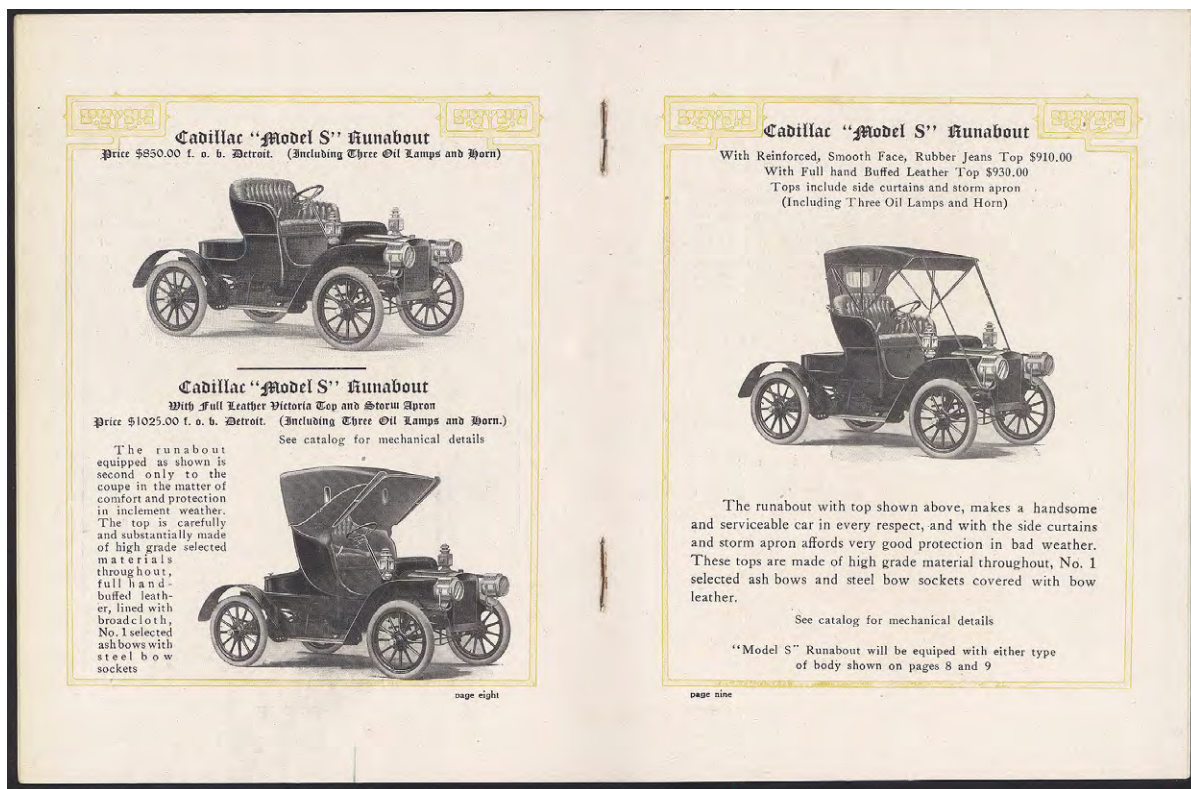 Cadillac "Model S" Runabout
Price $850.00 f. o. b. Detroit. (Including Three Oil Lamps and Horn)
Cadillac "Model S" Runabout
With Full Leather Victoria Top and Storm Apron
Price $1025.00 f. o. b. Detroit. (Including Three Oil Lamps and Horn.)
See catalog for mechanical details
The runabout
equipped as shown is
second only to the
coupe in the matter of
comfort and protection
in inclement weather.
The top is carefully
and substantially made
of high grade selected
materials
throughout,
full hand-
buffed leath-
er, lined with
broadcloth,
No. 1 selected
ash bows with
steel bow
sockets
page eight
Cadillac "Model S" Runabout
With Reinforced, Smooth Face, Rubber Jeans Top $910.00
With Full hand Buffed Leather Top $930.00
Tops include side curtains and storm apron
(Including Three Oil Lamps and Horn)
The runabout with top shown above, makes a handsome
and serviceable car in every respect, and with the side curtains
and storm apron affords very good protection in bad weather.
These tops are made of high grade material throughout, No. 1
selected ash bows and steel bow sockets covered with bow
leather.
See catalog for mechanical details
"Model S" Runabout will be equiped with either type
of body shown on pages 8 and 9
page nine